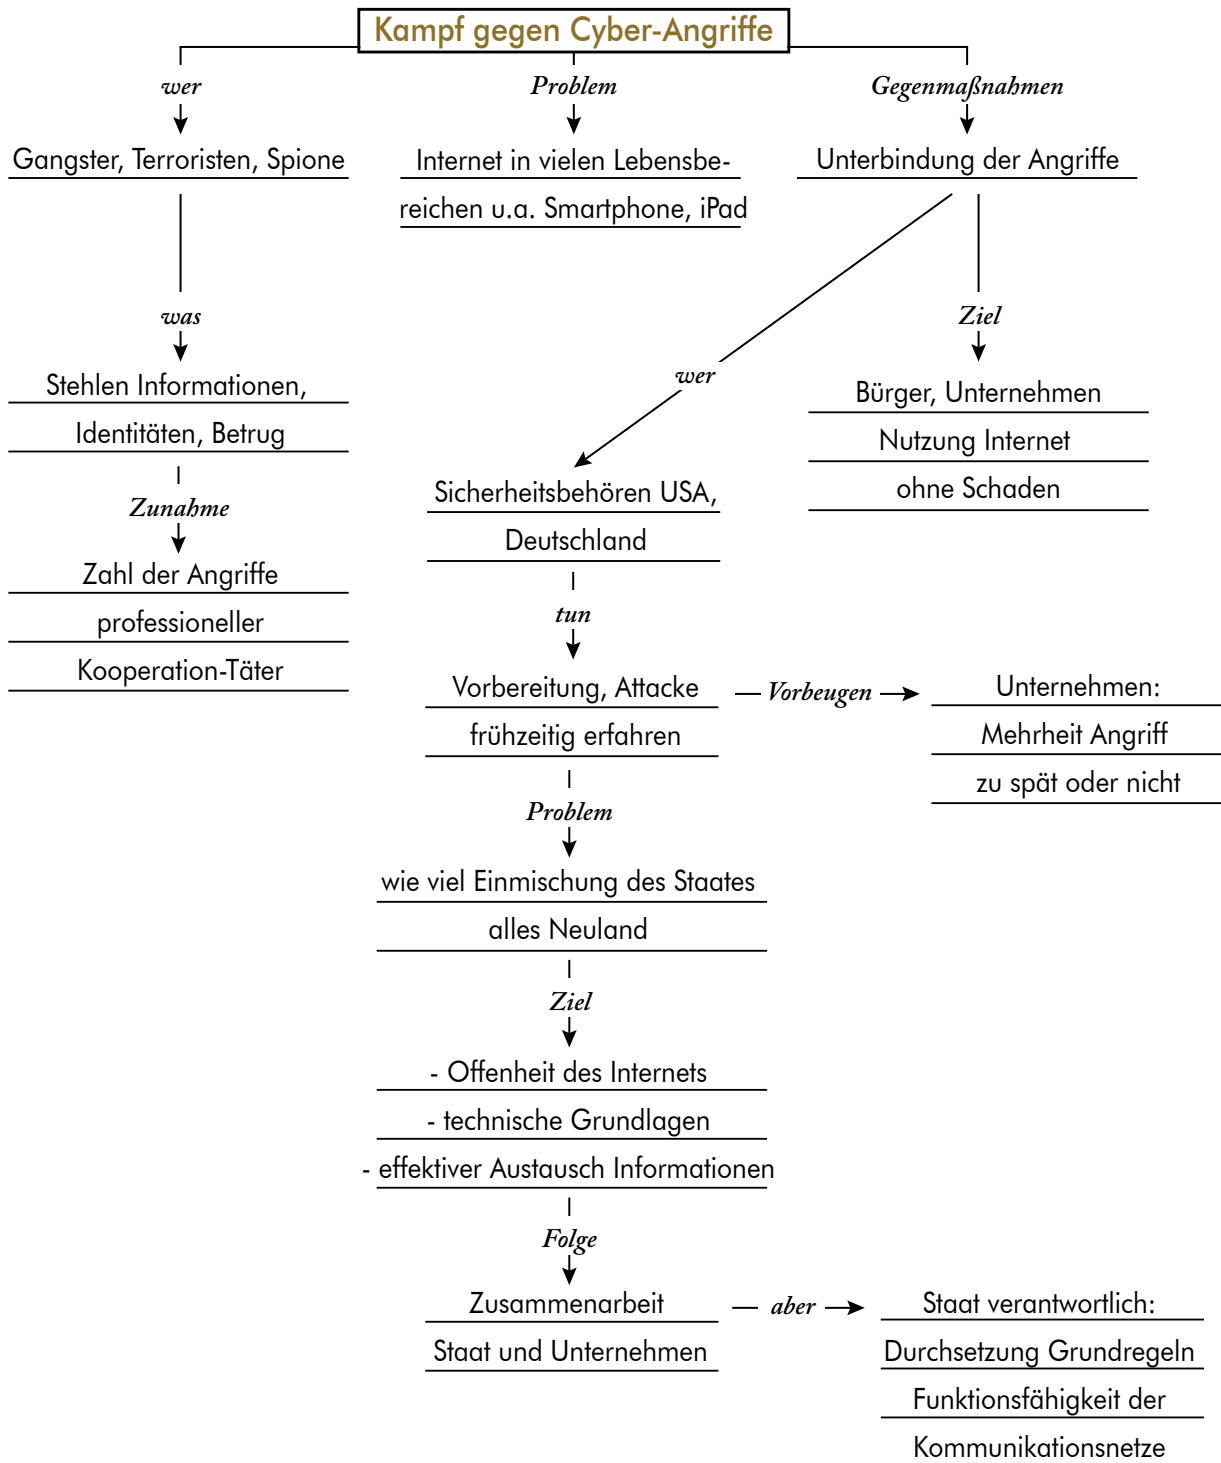 Kampf gegen Cyber-Angriffe
wer
Problem
Gegenmaßnahmen
Gangster, Terroristen, Spione
Internet in vielen Lebensbe-
reichen u.a. Smartphone, iPad
Unterbindung der Angriffe
was
Stehlen Informationen,
Identitäten, Betrug
Zunahme
Zahl der Angriffe
professioneller
Kooperation-Täter
wer
Ziel
Bürger, Unternehmen
Nutzung Internet
ohne Schaden
Sicherheitsbehören USA,
Deutschland
tun
Vorbereitung, Attacke
frühzeitig erfahren
Vorbeugen
Unternehmen:
Mehrheit Angriff
zu spät oder nicht
Problem
wie viel Einmischung des Staates
alles Neuland
Ziel
- Offenheit des Internets
- technische Grundlagen
- effektiver Austausch Informationen
Folge
Zusammenarbeit
Staat und Unternehmen
aber
Staat verantwortlich:
Durchsetzung Grundregeln
Funktionsfähigkeit der
Kommunikationsnetze